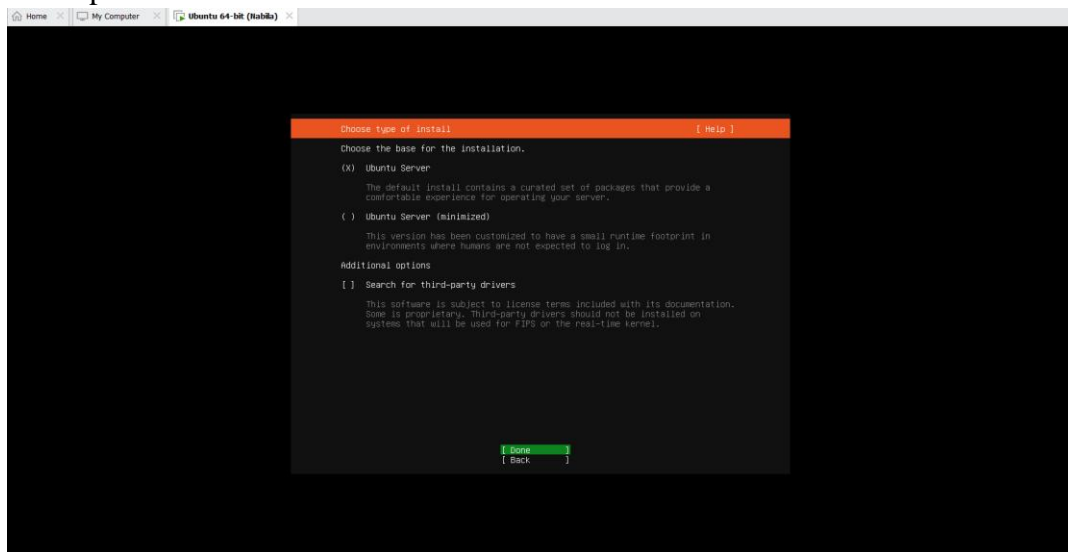 Home My Computer Ubuntu 64-bit (Nabila)
Choose type of install [ Help ]
Choose the base for the installation.
(X) Ubuntu Server
The default install contains a curated set of packages that provide a
comfortable experience for operating your server.
( ) Ubuntu Server (minimized)
This version has been customized to have a small runtime footprint in
environments where humans are not expected to log in.
Additional options
[ ] Search for third-party drivers
This software is subject to license terms included with its documentation.
Some is proprietary. Third-party drivers should not be installed on
systems that will be used for FIPS or the real-time kernel.
[ Done ]
[ Back ]